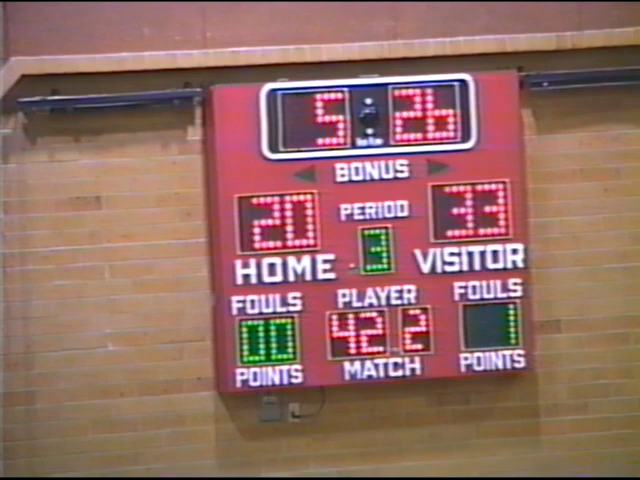 5 26
BONUS
20 PERIOD 33
HOME 3 VISITOR
FOULS PLAYER FOULS
00 42 2 1
POINTS MATCH POINTS